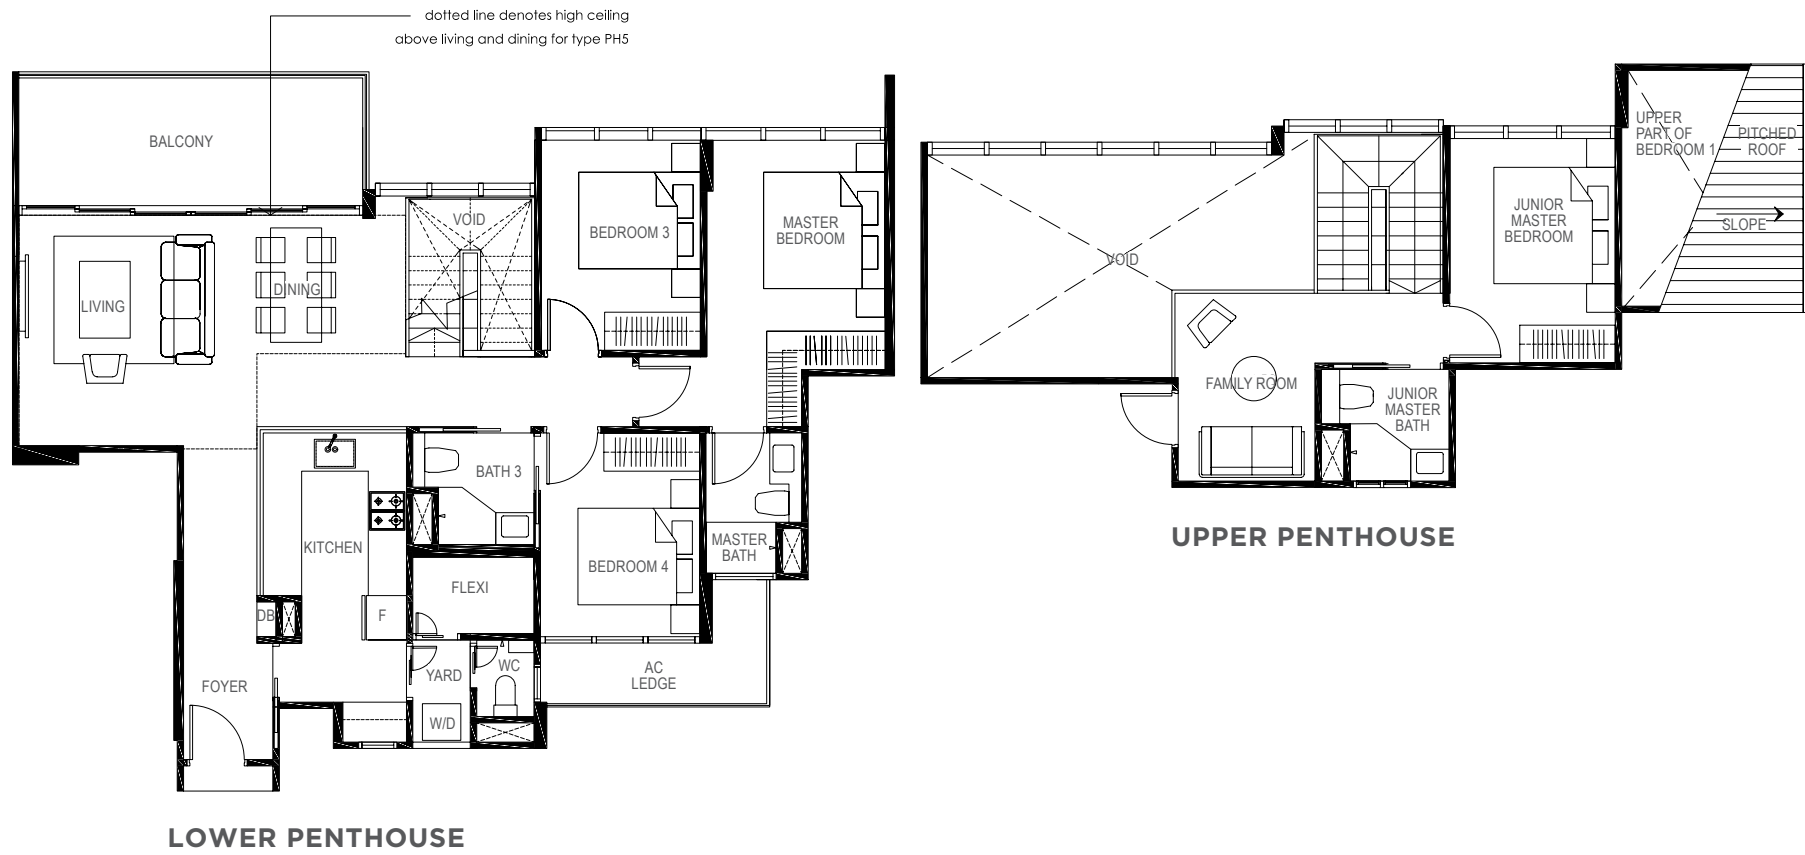 dotted line denotes high ceiling
above living and dining for type PH5
BALCONY
VOID
BEDROOM 3
MASTER
BEDROOM
LIVING
DINING
BATH 3
KITCHEN
FLEXI
BEDROOM 4
MASTER
BATH
DB
F
FOYER
YARD
WC
AC
LEDGE
W/D
LOWER PENTHOUSE
UPPER
PART OF
BEDROOM 1
PITCHED
ROOF
JUNIOR
MASTER
BEDROOM
SLOPE
VOID
FAMILY ROOM
JUNIOR
MASTER
BATH
UPPER PENTHOUSE